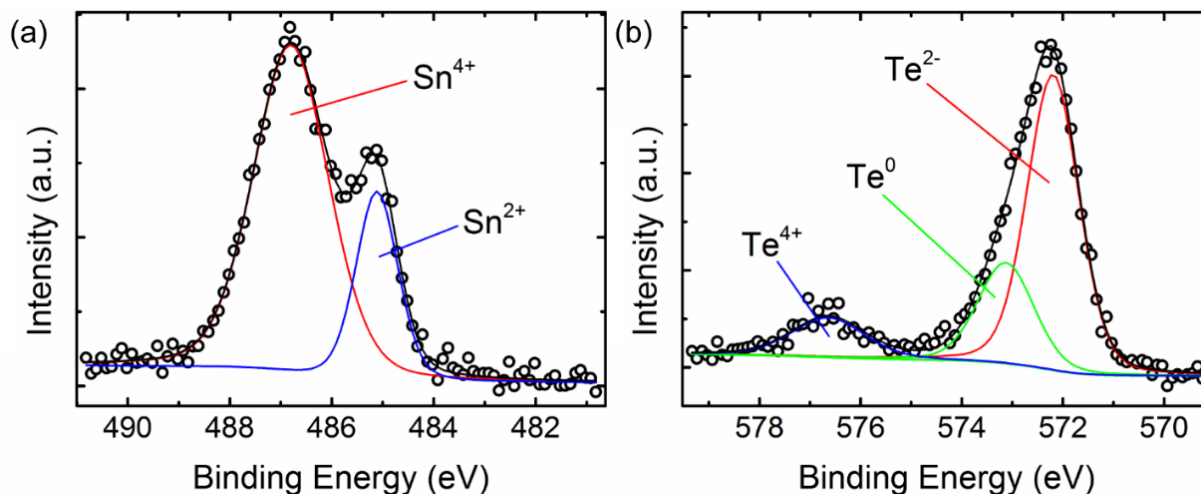 (a)
Intensity (a.u.)
Sn⁴⁺
Sn²⁺
490 488 486 484 482
Binding Energy (eV)
(b)
Intensity (a.u.)
Te²⁻
Te⁰
Te⁴⁺
578 576 574 572 570
Binding Energy (eV)